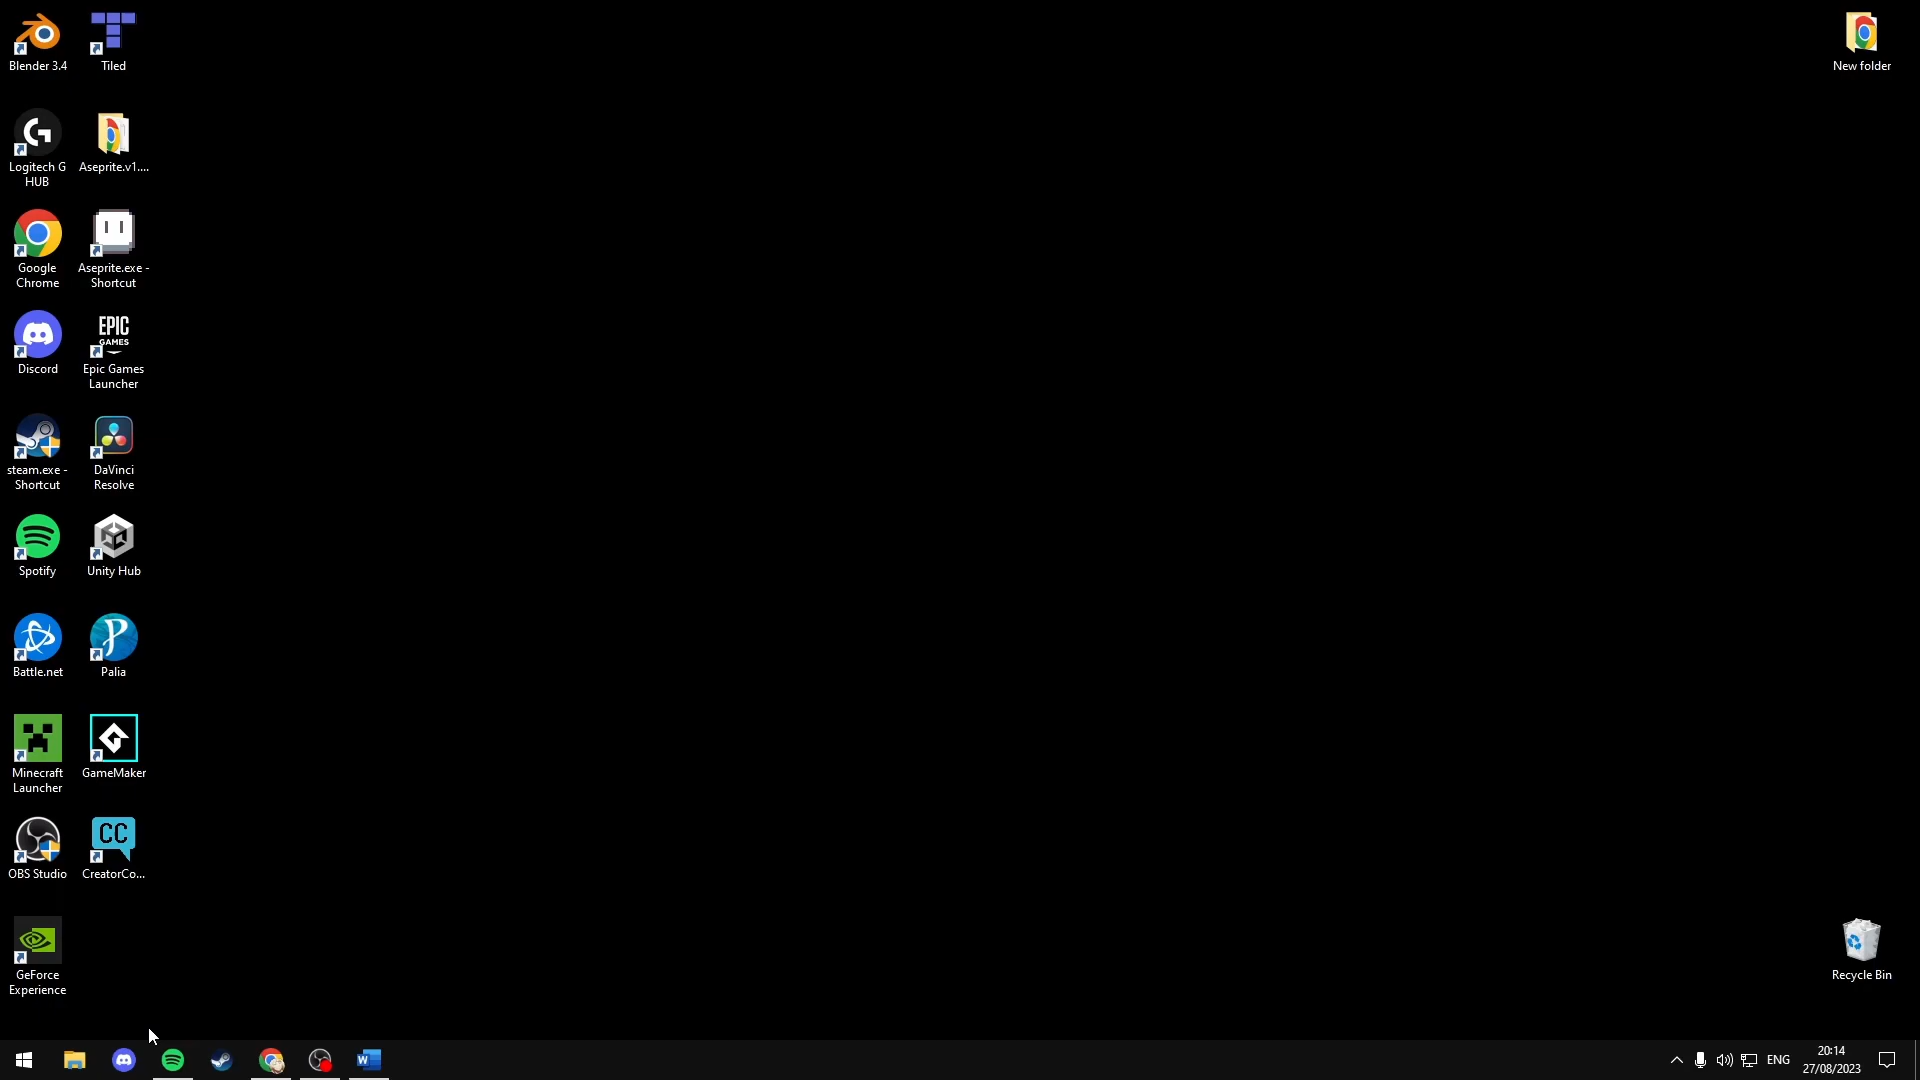 Blender 3.4
Tiled
New folder
Logitech G
HUB
Aseprite.v1....
Google
Chrome
Aseprite.exe -
Shortcut
Discord
EPIC
GAMES
Epic Games
Launcher
steam.exe -
Shortcut
DaVinci
Resolve
Spotify
Unity Hub
Battle.net
P
Palia
Minecraft
Launcher
GameMaker
OBS Studio
CC
CreatorCo...
GeForce
Experience
Recycle Bin
W
ENG
20:14
27/08/2023